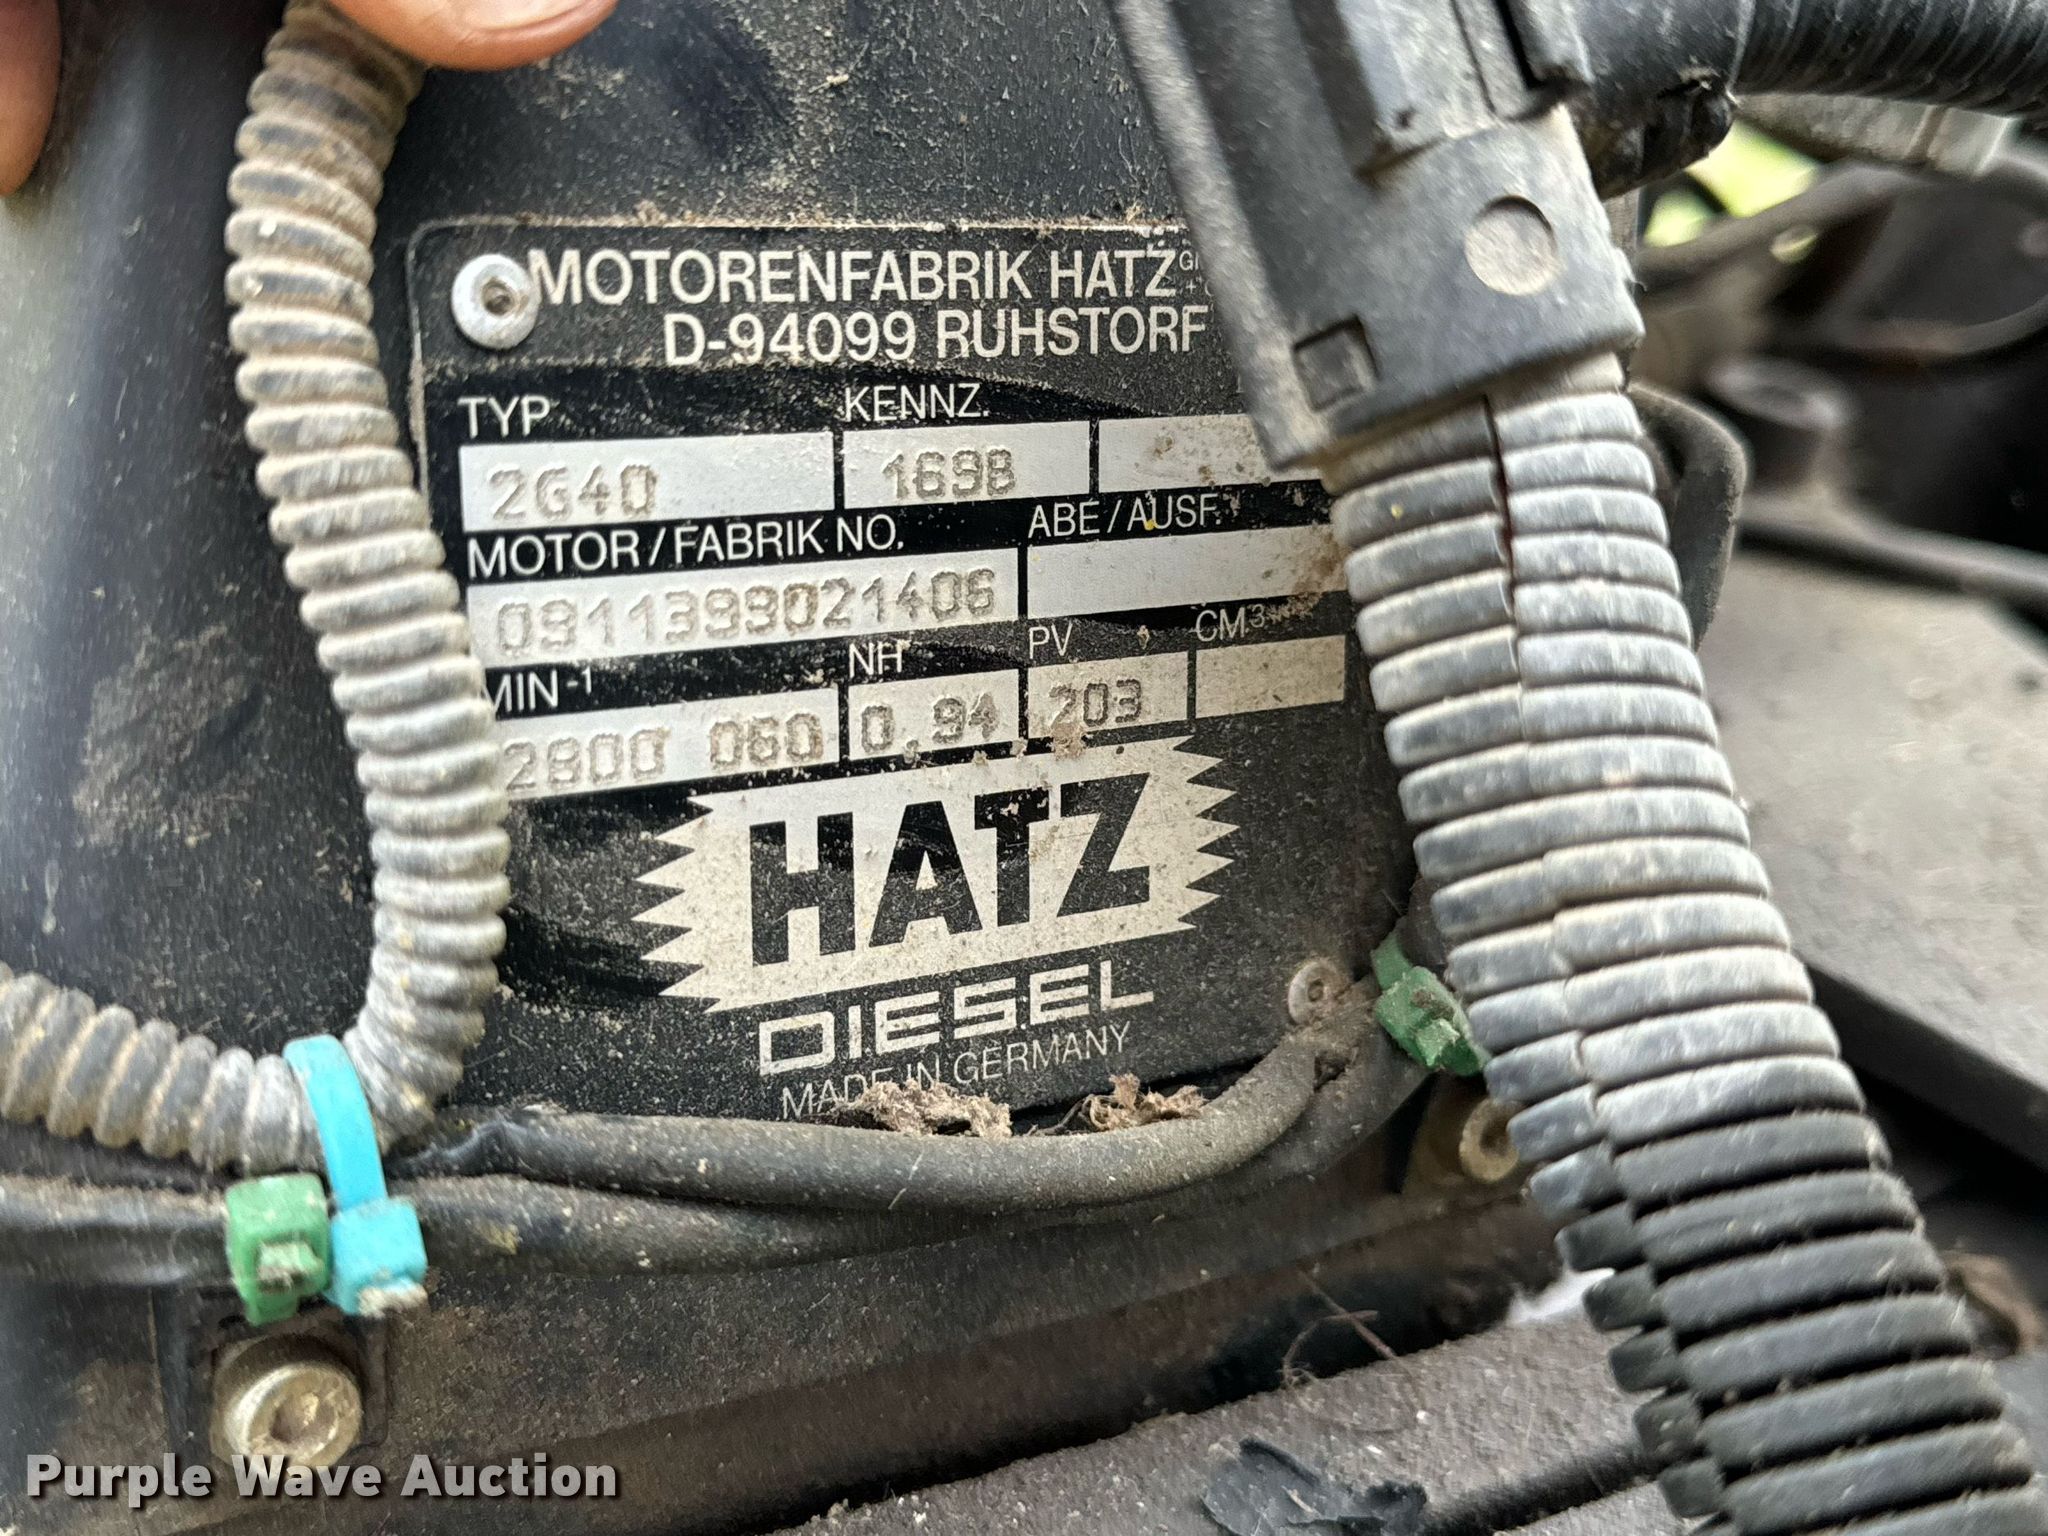 MOTORENFABRIK HATZ
D-94099 RUHSTORF
TYP KENNZ.
2G40 169B
MOTOR/FABRIK NO. ABE/AUSF.
0911399021406
MIN-1 NH PV CM3
2800 060 0,94 203
HATZ
DIESEL
MADE IN GERMANY
Purple Wave Auction